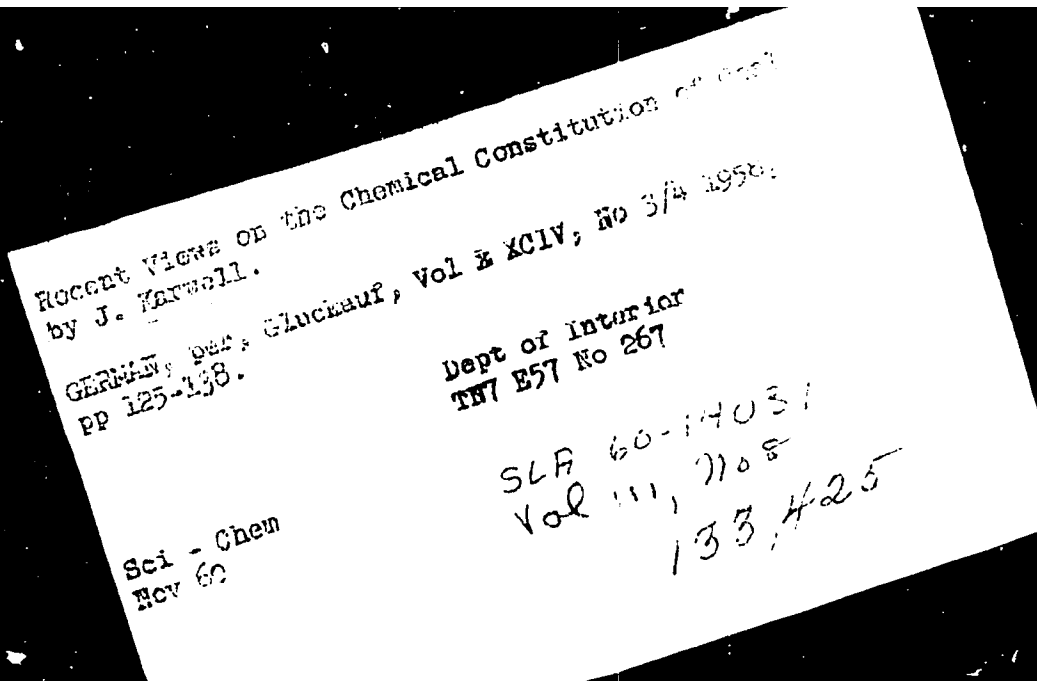 Recent Views on the Chemical Constitution of Coal
by J. Karwell.
GERMAN, per, Gluckauf, Vol x XCIV, No 3/4 1958,
pp 125-138.
Dept of Interior
TN7 E57 No 267
SLA 60-14031
Vol III, No 8
133,425
Sci - Chem
Nov 60